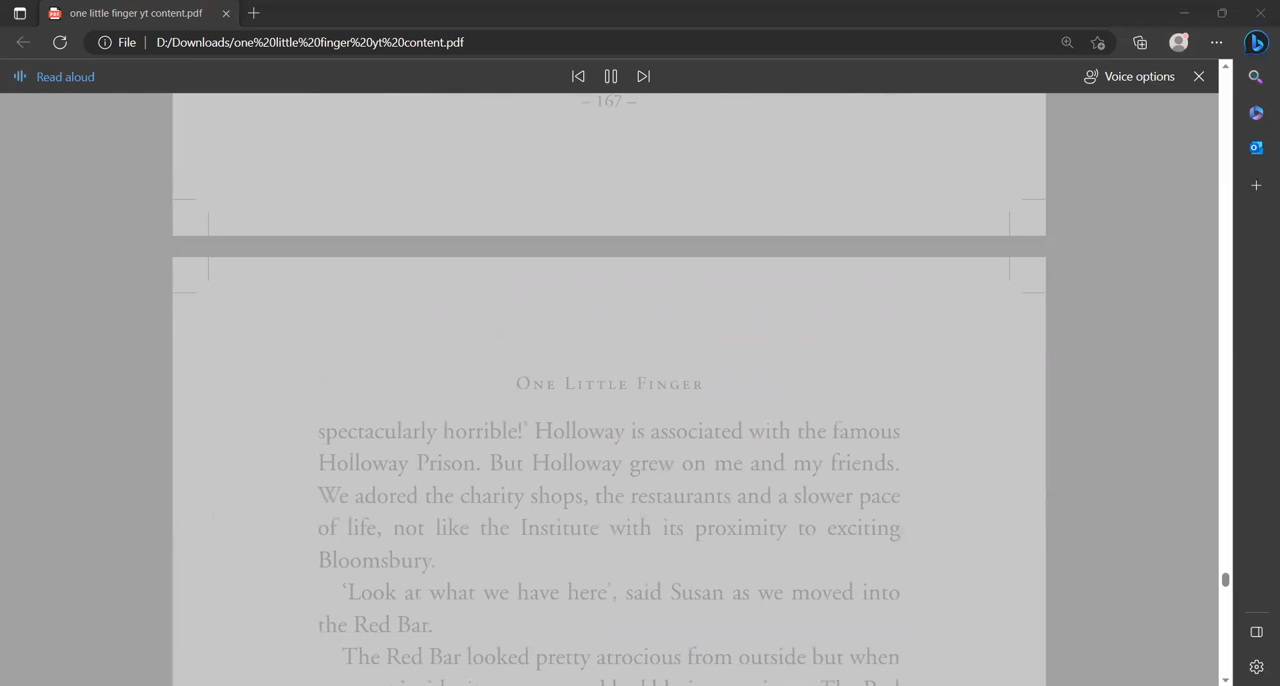 one little finger yt content.pdf
File
D:/Downloads/one%20little%20finger%20yt%20content.pdf
Read aloud
Voice options
– 167 –
One Little Finger
spectacularly horrible!’ Holloway is associated with the famous
Holloway Prison. But Holloway grew on me and my friends.
We adored the charity shops, the restaurants and a slower pace
of life, not like the Institute with its proximity to exciting
Bloomsbury.
‘Look at what we have here’, said Susan as we moved into
the Red Bar.
The Red Bar looked pretty atrocious from outside but when